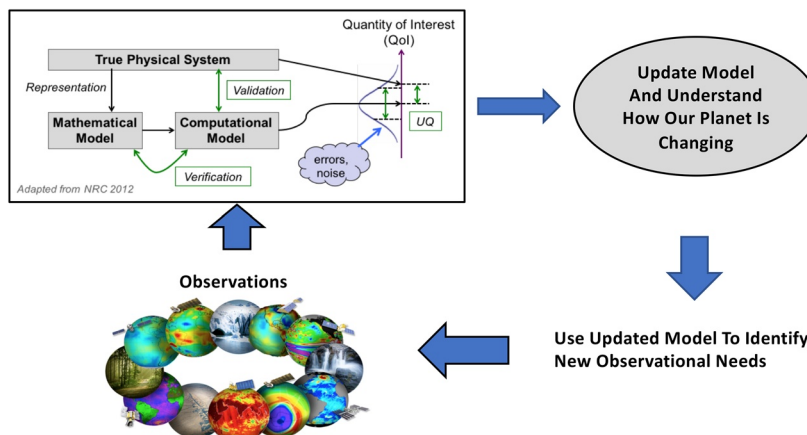 Quantity of Interest
(QoI)
True Physical System
Representation
Validation
Mathematical
Model
Computational
Model
UQ
Verification
errors,
noise
Adapted from NRC 2012
Update Model
And Understand
How Our Planet Is
Changing
Observations
Use Updated Model To Identify
New Observational Needs